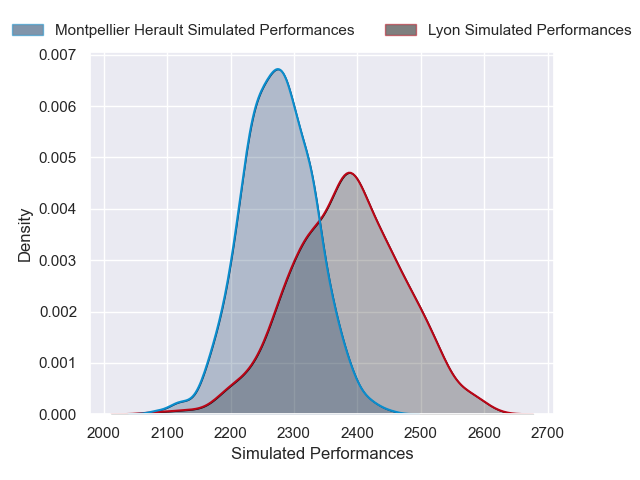 Montpellier Herault Simulated Performances
Lyon Simulated Performances
0.007
0.006
0.005
0.004
0.003
0.002
0.001
0.000
Density
2000 2100 2200 2300 2400 2500 2600 2700
Simulated Performances